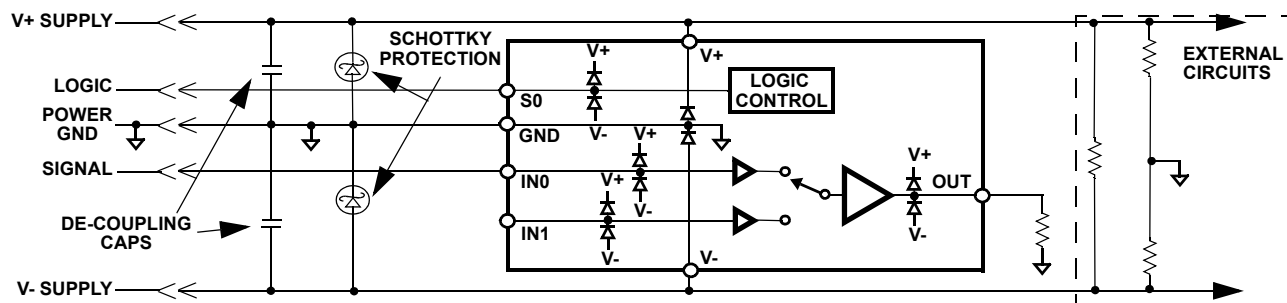 V+ SUPPLY
LOGIC
POWER
GND
SIGNAL
DE-COUPLING
CAPS
V- SUPPLY
SCHOTTKY
PROTECTION
V+
V+
S0
V-
LOGIC
CONTROL
GND
V+
IN0
V-
V+
IN1
V-
V+
OUT
V-
V-
EXTERNAL
CIRCUITS